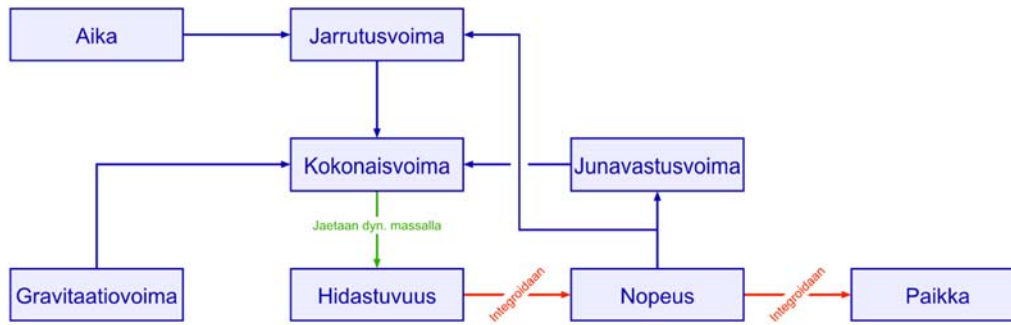 Aika
Jarrutusvoima
Kokonaisvoima
Junavastusvoima
Jaetaan dyn. massalla
Gravitaatiovoima
Hidastuvuus
Integroidaan
Nopeus
Integroidaan
Paikka